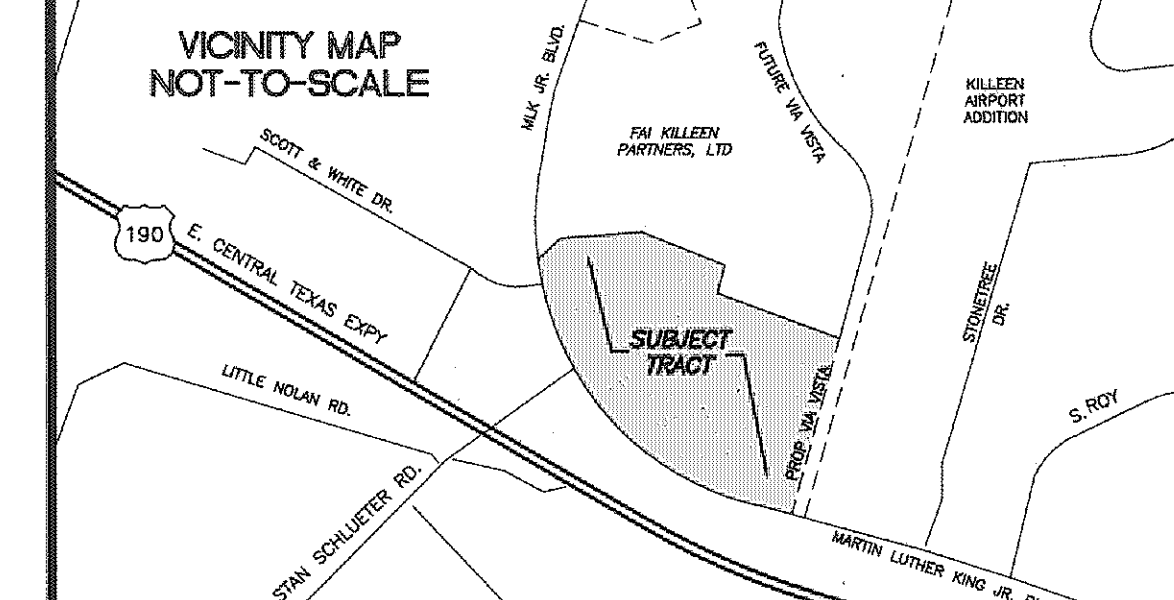 VICINITY MAP
NOT-TO-SCALE
MLK JR. BLVD.
FUTURE VIA VISTA
KILLEEN
AIRPORT
ADDITION
FAI KILLEEN
PARTNERS, LTD
SCOTT & WHITE DR.
190
E. CENTRAL TEXAS EXPY
SUBJECT
TRACT
STONETREE
DR.
LITTLE NOLAN RD.
PROP VIA VISTA
S. ROY
STAN SCHLUETER RD.
MARTIN LUTHER KING JR.